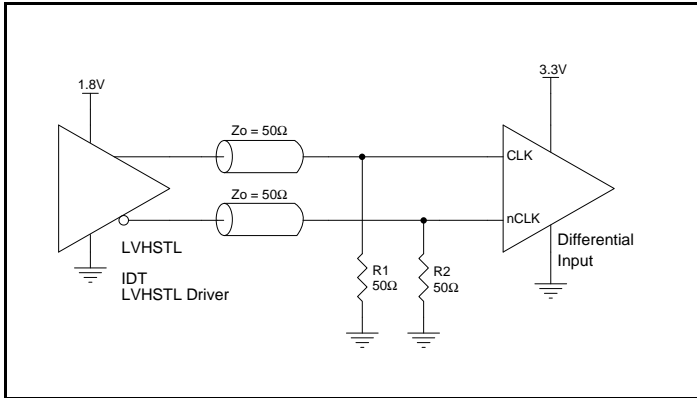 1.8V
3.3V
Zo = 50Ω
CLK
Zo = 50Ω
nCLK
LVHSTL
Differential
Input
IDT
LVHSTL Driver
R1
50Ω
R2
50Ω